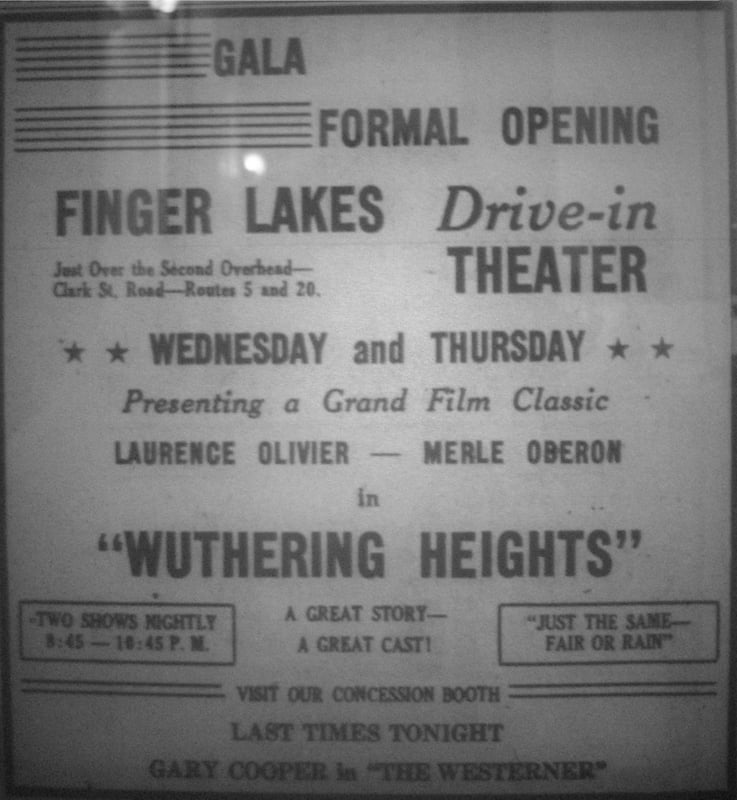 GALA
FORMAL OPENING
FINGER LAKES Drive-in
THEATER
Just Over the Second Overhead—
Clark St. Road—Routes 5 and 20.
★ ★ WEDNESDAY and THURSDAY ★ ★
Presenting a Grand Film Classic
LAURENCE OLIVIER — MERLE OBERON
in
"WUTHERING HEIGHTS"
TWO SHOWS NIGHTLY
8:45 — 10:45 P. M.
A GREAT STORY—
A GREAT CAST!
"JUST THE SAME—
FAIR OR RAIN"
VISIT OUR CONCESSION BOOTH
LAST TIMES TONIGHT
GARY COOPER in "THE WESTERNER"